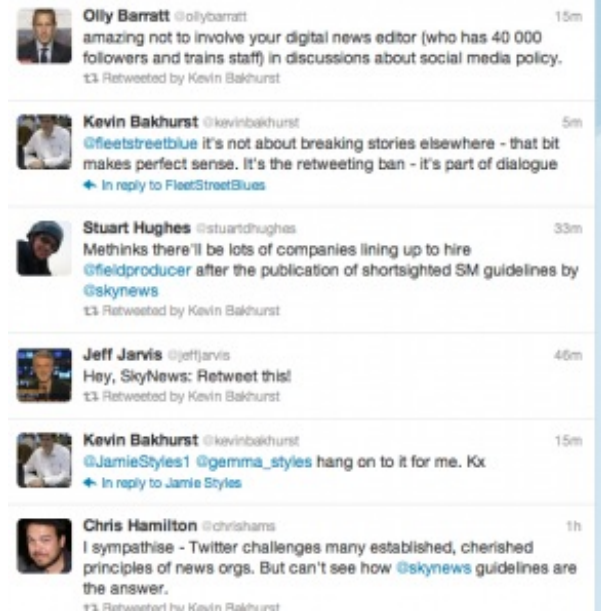 Olly Barratt @ollybarratt 15m
amazing not to involve your digital news editor (who has 40 000
followers and trains staff) in discussions about social media policy.
Retweeted by Kevin Bakhurst
Kevin Bakhurst @kevinbakhurst 5m
@fleetstreetblue it's not about breaking stories elsewhere - that bit
makes perfect sense. It's the retweeting ban - it's part of dialogue
In reply to FleetStreetBlues
Stuart Hughes @stuartdhughes 33m
Methinks there'll be lots of companies lining up to hire
@fieldproducer after the publication of shortsighted SM guidelines by
@skynews
Retweeted by Kevin Bakhurst
Jeff Jarvis @jeffjarvis 46m
Hey, SkyNews: Retweet this!
Retweeted by Kevin Bakhurst
Kevin Bakhurst @kevinbakhurst 15m
@JamieStyles1 @gemma_styles hang on to it for me. Kx
In reply to Jamie Styles
Chris Hamilton @chrishams 1h
I sympathise - Twitter challenges many established, cherished
principles of news orgs. But can't see how @skynews guidelines are
the answer.
Retweeted by Kevin Bakhurst